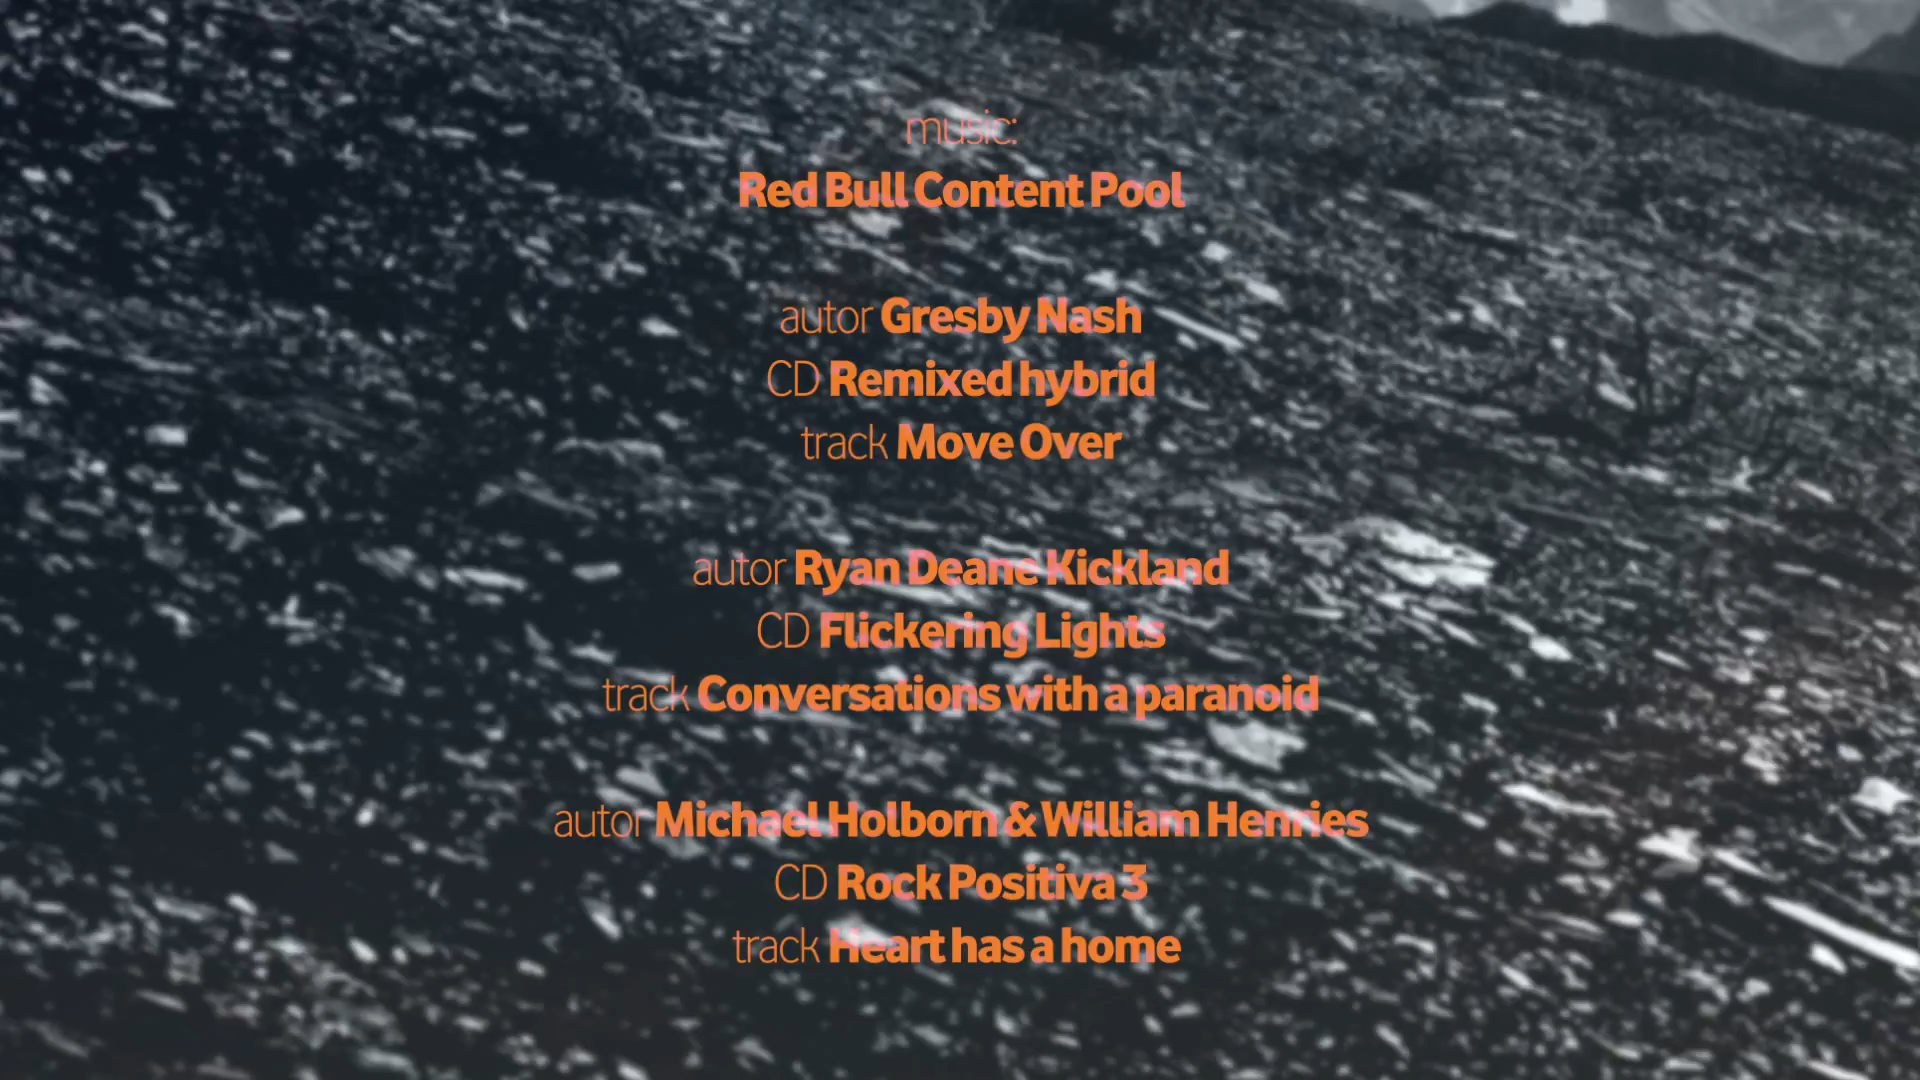 music:
Red Bull Content Pool
autor Gresby Nash
CD Remixed hybrid
track Move Over
autor Ryan Deane Kickland
CD Flickering Lights
track Conversations with a paranoid
autor Michael Holborn & William Henries
CD Rock Positiva 3
track Heart has a home